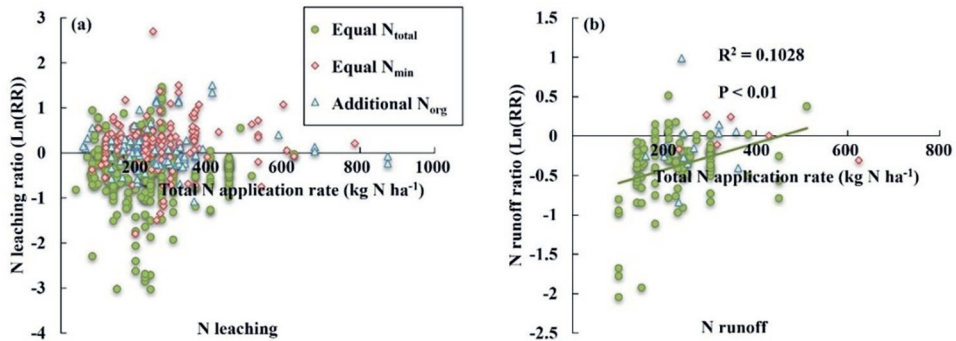 (a)
3
2
1
0
-1
-2
-3
-4
N leaching ratio (Ln(RR))
Equal Ntotal
Equal Nmin
Additional Norg
200 400 600 800 1000
Total N application rate (kg N ha⁻¹)
N leaching
(b)
1.5
1
0.5
0
-0.5
-1
-1.5
-2
-2.5
N runoff ratio (Ln(RR))
R² = 0.1028
P < 0.01
200 400 600 800
Total N application rate (kg N ha⁻¹)
N runoff